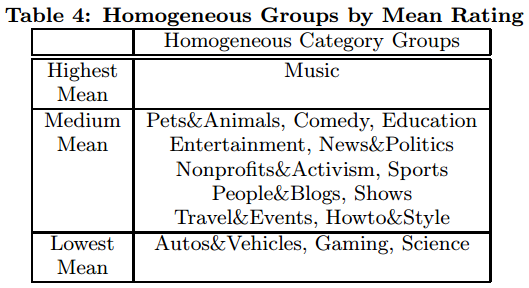 Table 4: Homogeneous Groups by Mean Rating
Homogeneous Category Groups
Highest Mean
Music
Medium Mean
Pets&Animals, Comedy, Education
Entertainment, News&Politics
Nonprofits&Activism, Sports
People&Blogs, Shows
Travel&Events, Howto&Style
Lowest Mean
Autos&Vehicles, Gaming, Science